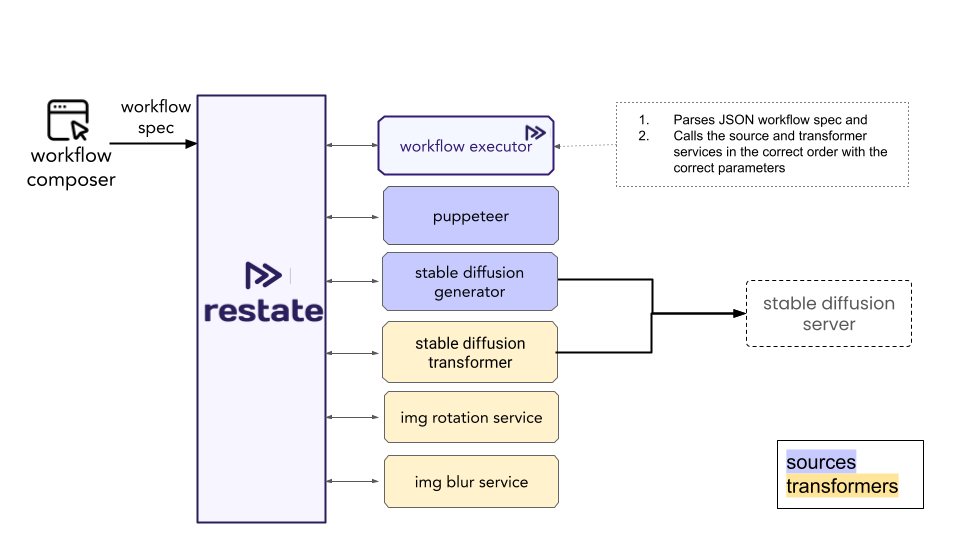 workflow
spec
workflow
composer
restate
workflow executor
1. Parses JSON workflow spec and
2. Calls the source and transformer
services in the correct order with the
correct parameters
puppeteer
stable diffusion
generator
stable diffusion
transformer
img rotation service
img blur service
stable diffusion
server
sources
transformers